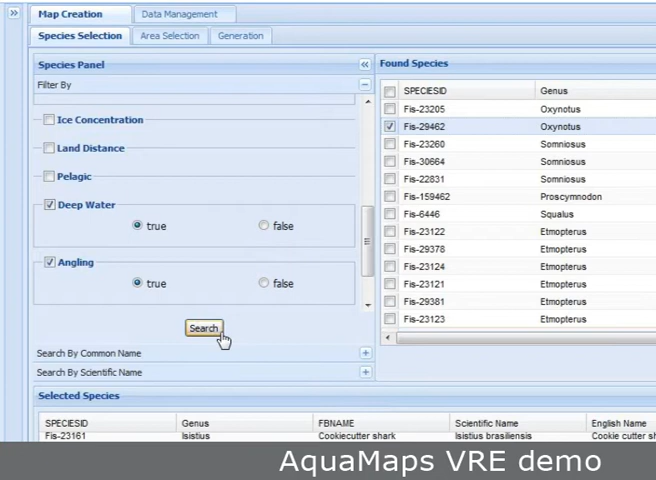 Map Creation Data Management
Species Selection Area Selection Generation
Species Panel
Filter By
Ice Concentration
Land Distance
Pelagic
Deep Water
true false
Angling
true false
Search
Search By Common Name
Search By Scientific Name
Found Species
SPECIESID Genus
Fis-23205 Oxynotus
Fis-29462 Oxynotus
Fis-23260 Somniosus
Fis-30664 Somniosus
Fis-22831 Somniosus
Fis-159462 Proscymnodon
Fis-6446 Squalus
Fis-23122 Etmopterus
Fis-29378 Etmopterus
Fis-23124 Etmopterus
Fis-23121 Etmopterus
Fis-29381 Etmopterus
Fis-23123 Etmopterus
Selected Species
SPECIESID Genus FBNAME Scientific Name English Name
Fis-23161 Isistius Cookiecutter shark Isistius brasiliensis Cookie cutter sh
AquaMaps VRE demo